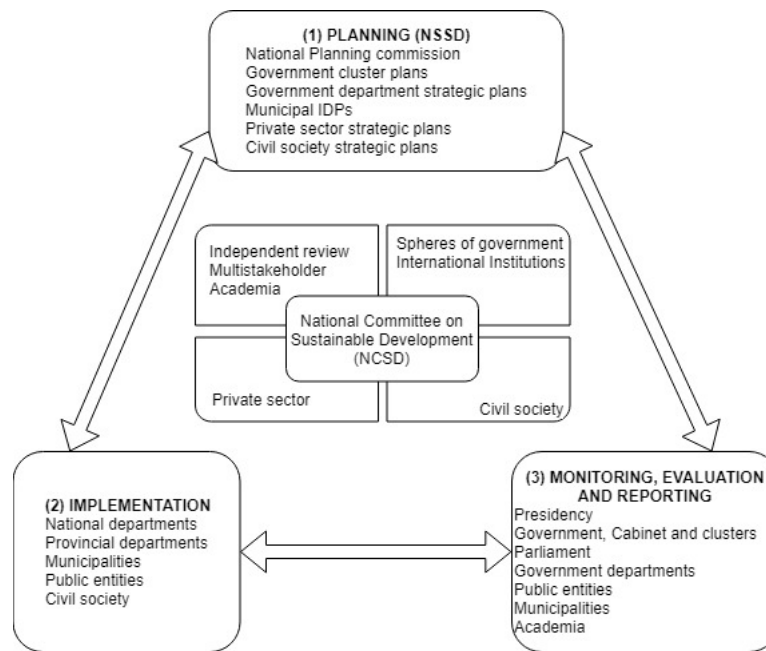 (1) PLANNING (NSSD)
National Planning commission
Government cluster plans
Government department strategic plans
Municipal IDPs
Private sector strategic plans
Civil society strategic plans
Independent review
Multistakeholder
Academia
Spheres of government
International Institutions
National Committee on
Sustainable Development
(NCSD)
Private sector
Civil society
(2) IMPLEMENTATION
National departments
Provincial departments
Municipalities
Public entities
Civil society
(3) MONITORING, EVALUATION
AND REPORTING
Presidency
Government, Cabinet and clusters
Parliament
Government departments
Public entities
Municipalities
Academia